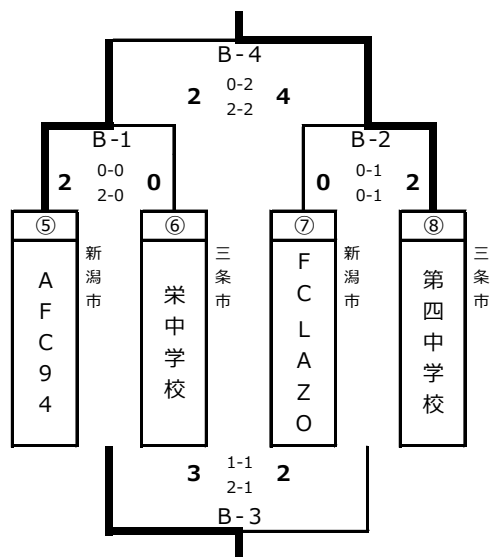 B-4
2 0-2 4
2-2
B-1
2 0-0 0
2-0
B-2
0 0-1 2
0-1
⑤
AFC94
新潟市
⑥
栄中学校
三条市
⑦
FC LAZO
新潟市
⑧
第四中学校
三条市
3 1-1 2
2-1
B-3